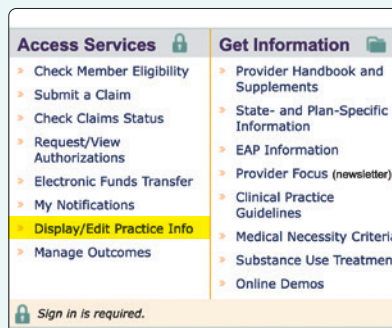 Access Services
Check Member Eligibility
Submit a Claim
Check Claims Status
Request/View
Authorizations
Electronic Funds Transfer
My Notifications
Display/Edit Practice Info
Manage Outcomes
Get Information
Provider Handbook and
Supplements
State- and Plan-Specific
Information
EAP Information
Provider Focus (newsletter)
Clinical Practice
Guidelines
Medical Necessity Criteria
Substance Use Treatmen
Online Demos
Sign in is required.